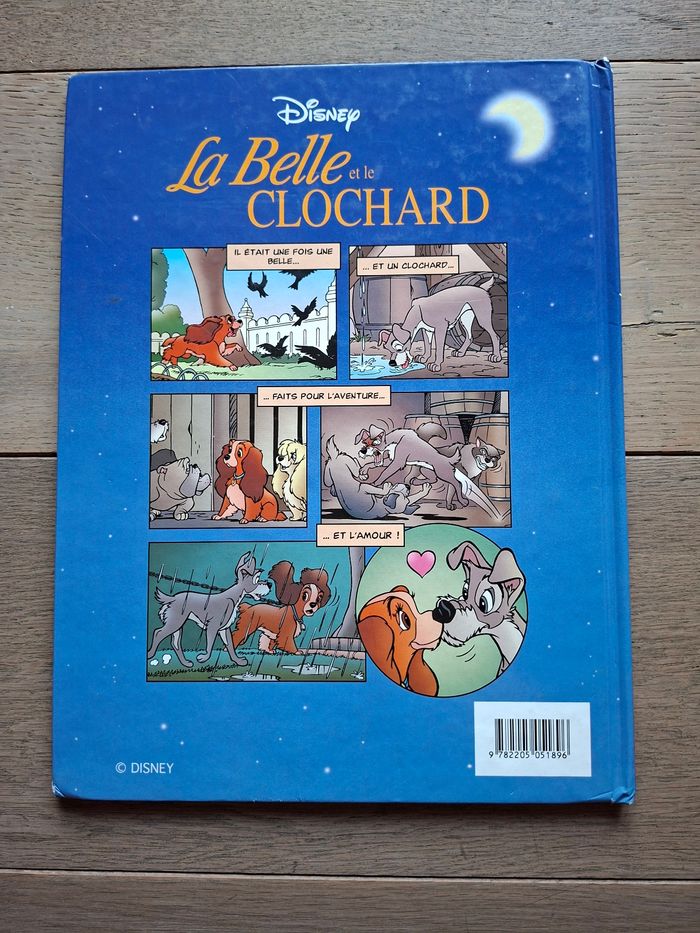 Disney
La Belle et le
CLOCHARD
IL ÉTAIT UNE FOIS UNE
BELLE...
... ET UN CLOCHARD...
... FAITS POUR L'AVENTURE...
... ET L'AMOUR !
9 782205 051896
© DISNEY